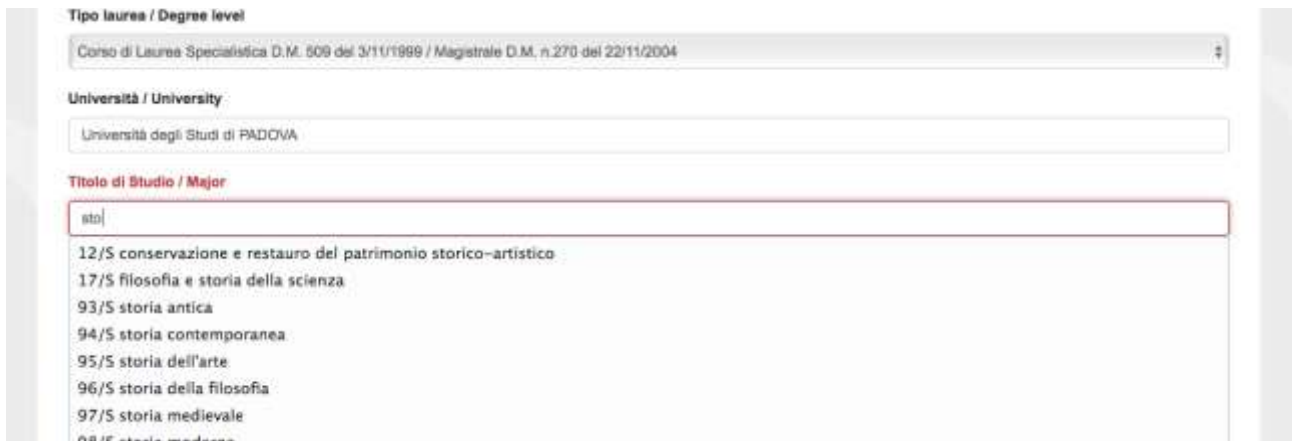 Tipo laurea / Degree level
Corso di Laurea Specialistica D.M. 509 del 3/11/1999 / Magistrale D.M. n.270 del 22/11/2004
Università / University
Università degli Studi di PADOVA
Titolo di Studio / Major
sto
12/S conservazione e restauro del patrimonio storico-artistico
17/S filosofia e storia della scienza
93/S storia antica
94/S storia contemporanea
95/S storia dell'arte
96/S storia della filosofia
97/S storia medievale
98/S storia moderna